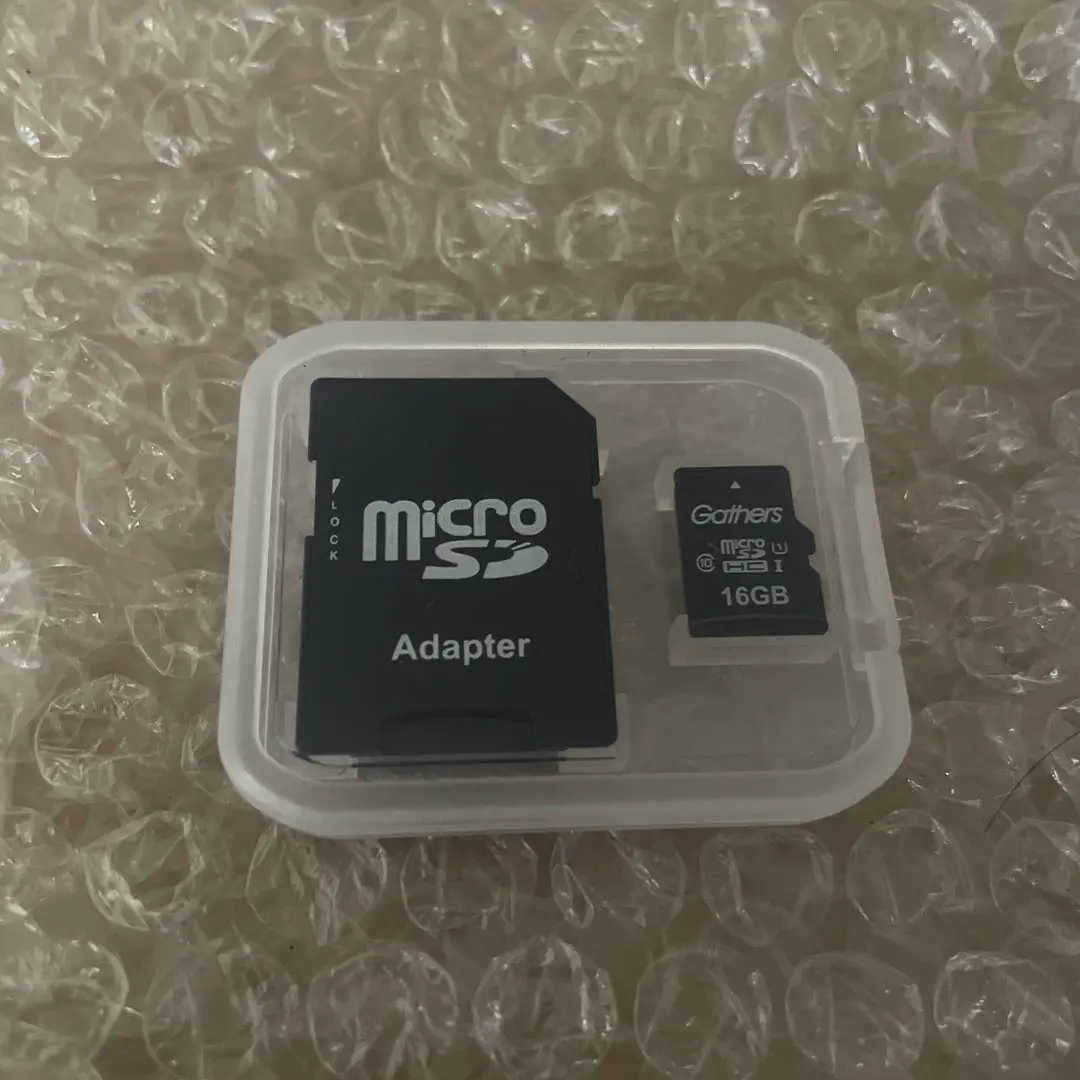 LOCK
micro
SD
Adapter
Gathers
micro
SD
10
HC I
U1
16GB